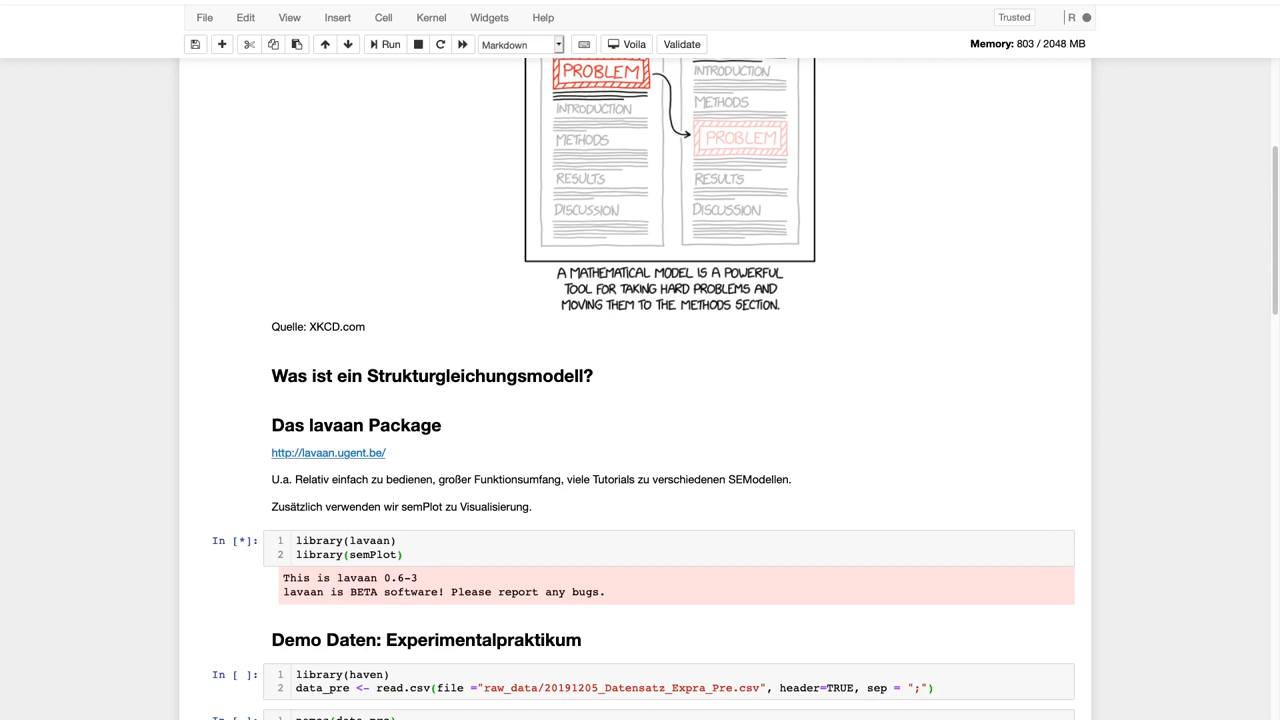 File Edit View Insert Cell Kernel Widgets Help Trusted R
Run Markdown Voila Validate Memory: 803 / 2048 MB
PROBLEM INTRODUCTION
INTRODUCTION METHODS
METHODS PROBLEM
RESULTS RESULTS
DISCUSSION DISCUSSION
A MATHEMATICAL MODEL IS A POWERFUL
TOOL FOR TAKING HARD PROBLEMS AND
MOVING THEM TO THE METHODS SECTION.
Quelle: XKCD.com
Was ist ein Strukturgleichungsmodell?
Das lavaan Package
http://lavaan.ugent.be/
U.a. Relativ einfach zu bedienen, großer Funktionsumfang, viele Tutorials zu verschiedenen SEModellen.
Zusätzlich verwenden wir semPlot zu Visualisierung.
In [*]: 1 library(lavaan)
2 library(semPlot)
This is lavaan 0.6-3
lavaan is BETA software! Please report any bugs.
Demo Daten: Experimentalpraktikum
In [ ]: 1 library(haven)
2 data_pre <- read.csv(file ="raw_data/20191205_Datensatz_Expra_Pre.csv", header=TRUE, sep = ";")